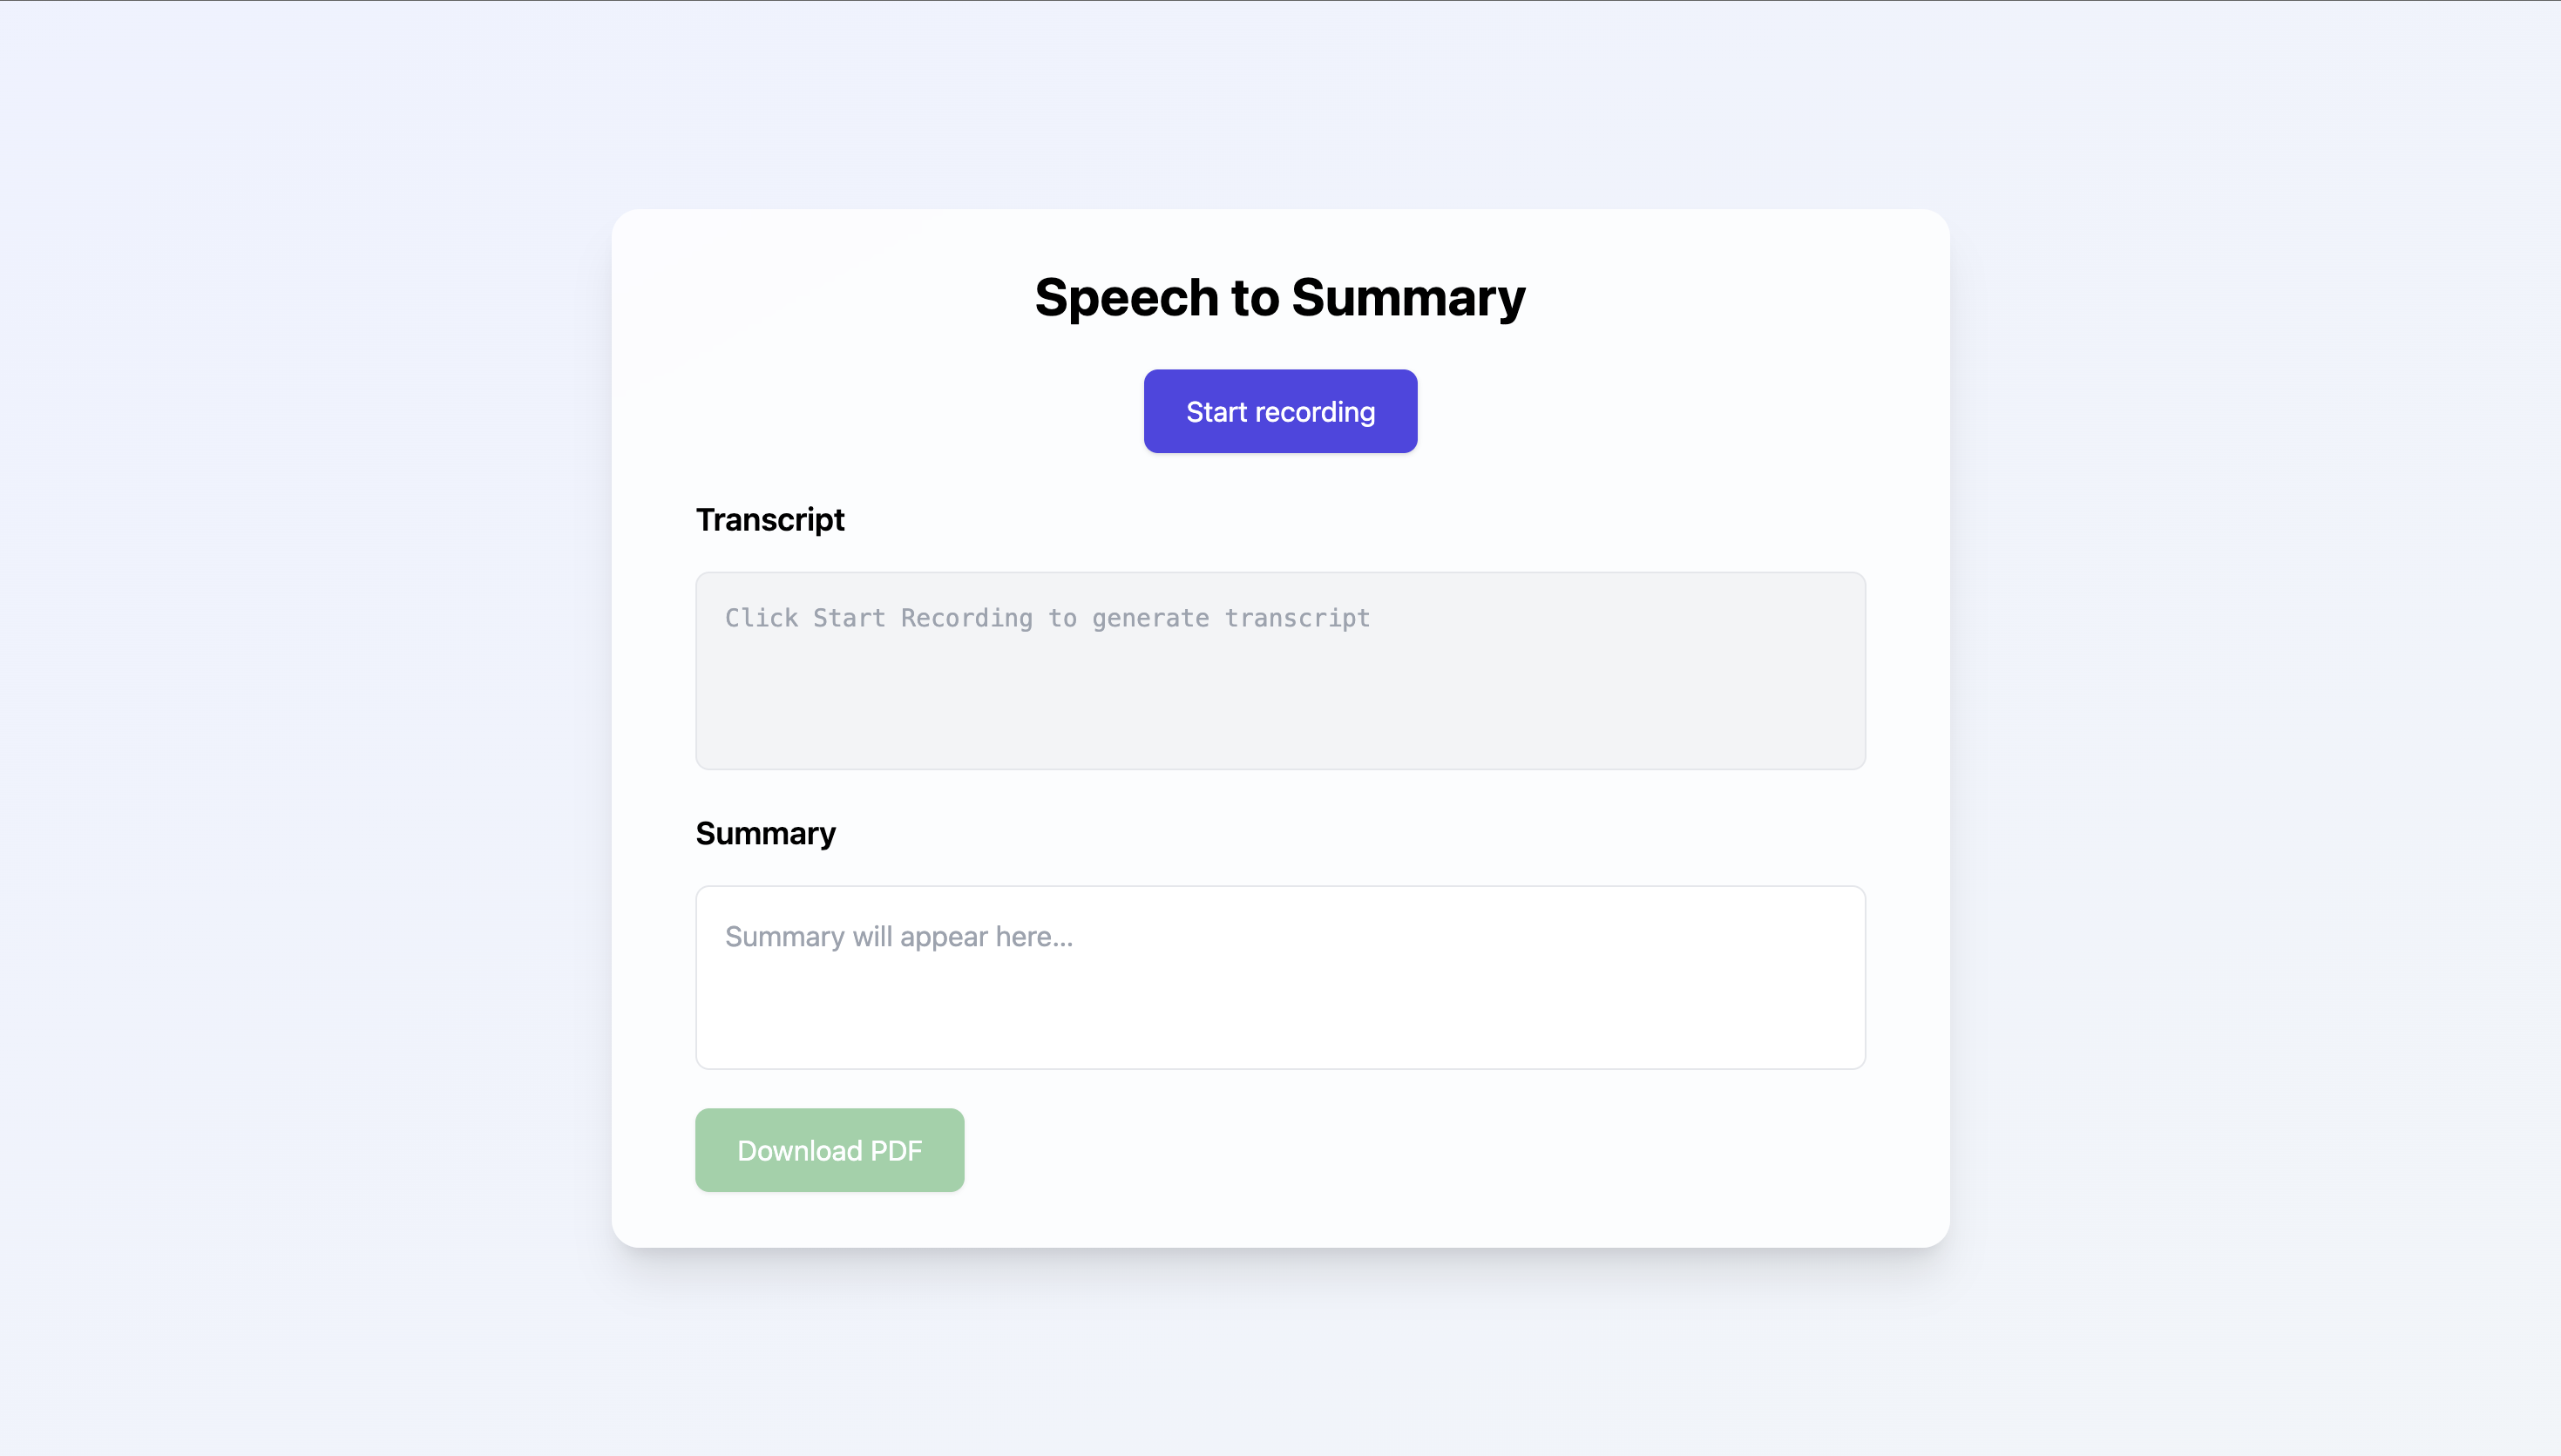 Speech to Summary
Start recording
Transcript
Click Start Recording to generate transcript
Summary
Summary will appear here...
Download PDF